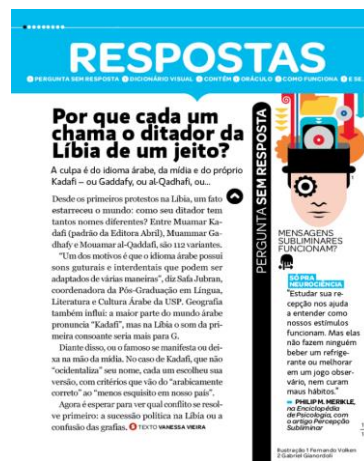 RESPOSTAS
PERGUNTA SEM RESPOSTA DICIONÁRIO VISUAL CONTÉM ORÁCULO COMO FUNCIONA E SE...
Por que cada um
chama o ditador da
Líbia de um jeito?
A culpa é do idioma árabe, da mídia e do próprio
Kadafi – ou Gaddafy, ou al-Qadhafi, ou...
Desde os primeiros protestos na Líbia, um fato
estarreceu o mundo: como seu ditador tem
tantos nomes diferentes? Entre Muamar Ka-
dafi (padrão da Editora Abril), Muammar Ga-
dhafy e Mouamar al-Qaddafi, são 112 variantes.
"Um dos motivos é que o idioma árabe possui
sons guturais e interdentais que podem ser
adaptados de várias maneiras", diz Safa Jubran,
coordenadora da Pós-Graduação em Língua,
Literatura e Cultura Árabe da USP. Geografia
também influi: a maior parte do mundo árabe
pronuncia "Kadafi", mas na Líbia o som da pri-
meira consoante seria mais para G.
Diante disso, ou o famoso se manifesta ou dei-
xa na mão da mídia. No caso de Kadafi, que não
"ocidentaliza" seu nome, cada um escolheu sua
versão, com critérios que vão do "arabicamente
correto" ao "menos esquisito em nosso país".
Agora é esperar para ver qual conflito se resol-
ve primeiro: a sucessão política na Líbia ou a
confusão das grafias. TEXTO VANESSA VIEIRA
PERGUNTA SEM RESPOSTA
MENSAGENS
SUBLIMINARES
FUNCIONAM?
SÓ PRA
NEUROCIÊNCIA
"Estudar sua re-
cepção nos ajuda
a entender como
nossos estímulos
funcionam. Mas elas
não fazem ninguém
beber um refrige-
rante ou melhorar
em um jogo obser-
vado, nem curam
maus hábitos."
PHILIP M. MERIKLE,
na Enciclopédia
de Psicologia, com
o artigo Percepção
Subliminar
Ilustração 1 Fernando Volken
2 Gabriel Gianordoli